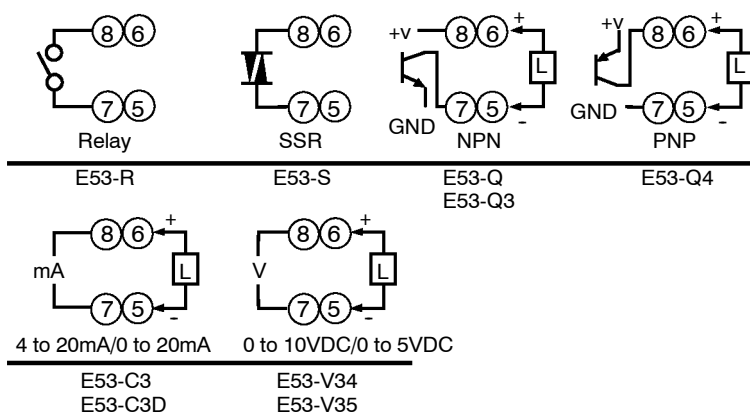 8 6 8 6 +v 8 6 + +v 8 6 +
L L
7 5 7 5 7 5 - GND 7 5 -
GND
Relay SSR NPN PNP
E53-R E53-S E53-Q E53-Q4
E53-Q3
8 6 + 8 6 +
mA L V L
7 5 - 7 5 -
4 to 20mA/0 to 20mA 0 to 10VDC/0 to 5VDC
E53-C3 E53-V34
E53-C3D E53-V35